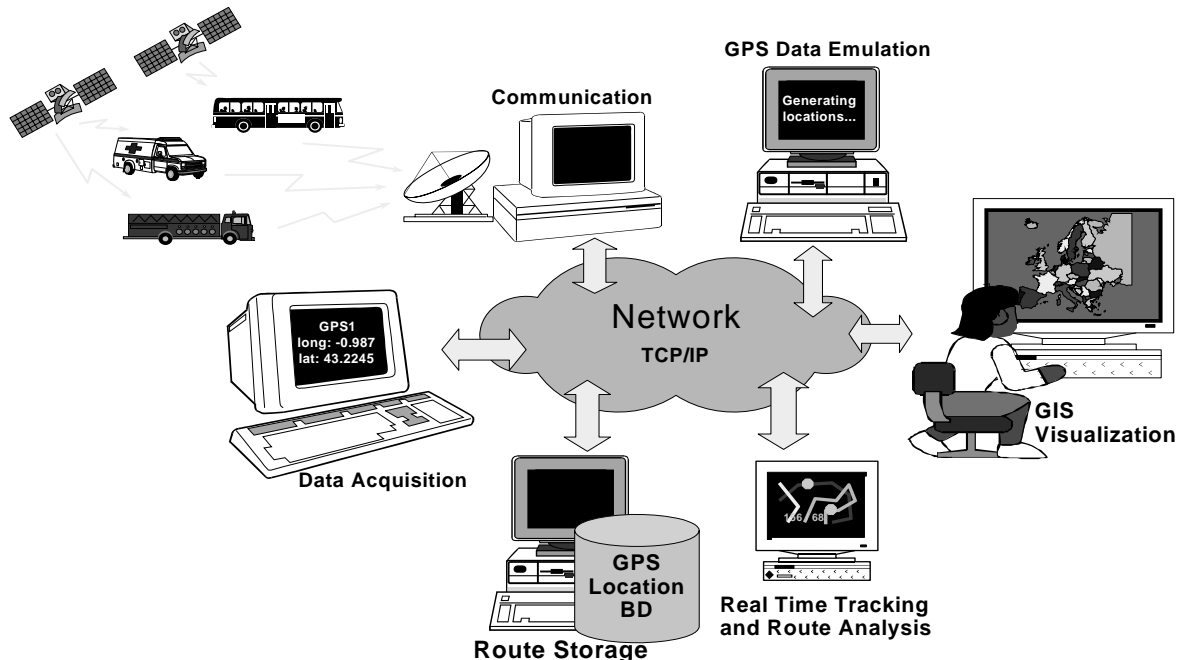 GPS Data Emulation
Communication
Generating
locations...
Network
TCP/IP
GPS1
long: -0.987
lat: 43.2245
Data Acquisition
GIS
Visualization
GPS
Location
BD
Route Storage
166 68
Real Time Tracking
and Route Analysis